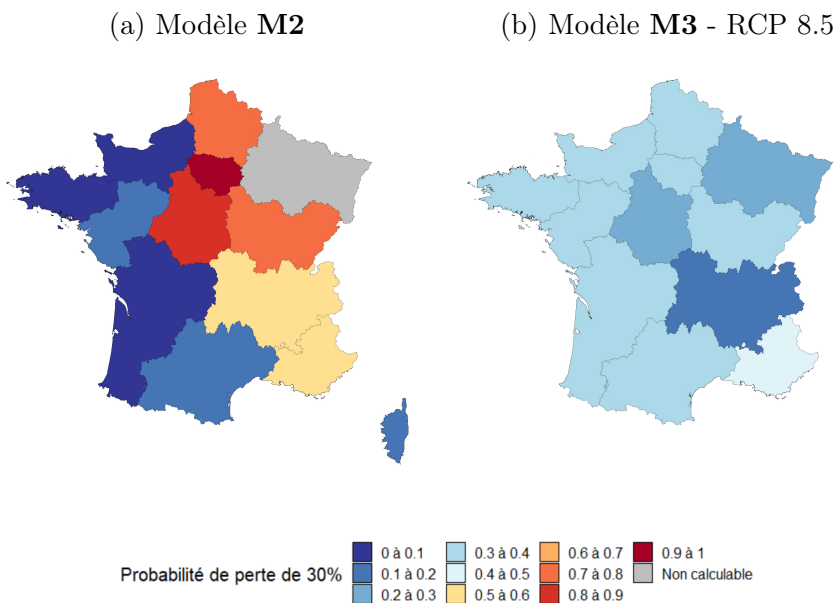 (a) Modèle M2
(b) Modèle M3 - RCP 8.5
Probabilité de perte de 30%
0 à 0.1
0.1 à 0.2
0.2 à 0.3
0.3 à 0.4
0.4 à 0.5
0.5 à 0.6
0.6 à 0.7
0.7 à 0.8
0.8 à 0.9
0.9 à 1
Non calculable